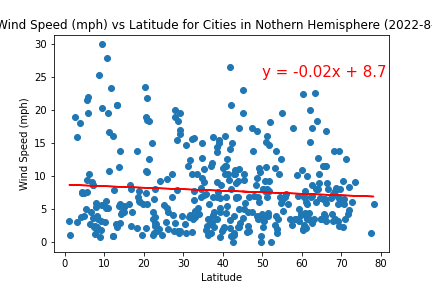 Wind Speed (mph) vs Latitude for Cities in Nothern Hemisphere (2022-8-
y = -0.02x + 8.7
Wind Speed (mph)
30
25
20
15
10
5
0
0 10 20 30 40 50 60 70 80
Latitude